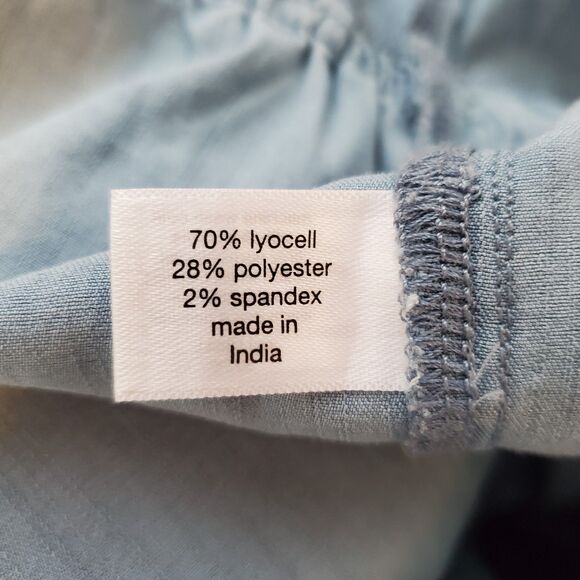 70% lyocell
28% polyester
2% spandex
made in
India